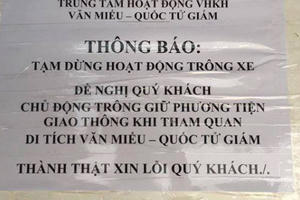 TRUNG TÂM HOẠT ĐỘNG VHKH
VĂN MIẾU - QUỐC TỬ GIÁM
THÔNG BÁO:
TẠM DỪNG HOẠT ĐỘNG TRÔNG XE
ĐỀ NGHỊ QUÝ KHÁCH
CHỦ ĐỘNG TRÔNG GIỮ PHƯƠNG TIỆN
GIAO THÔNG KHI THAM QUAN
DI TÍCH VĂN MIẾU – QUỐC TỬ GIÁM
THÀNH THẬT XIN LỖI QUÝ KHÁCH./.